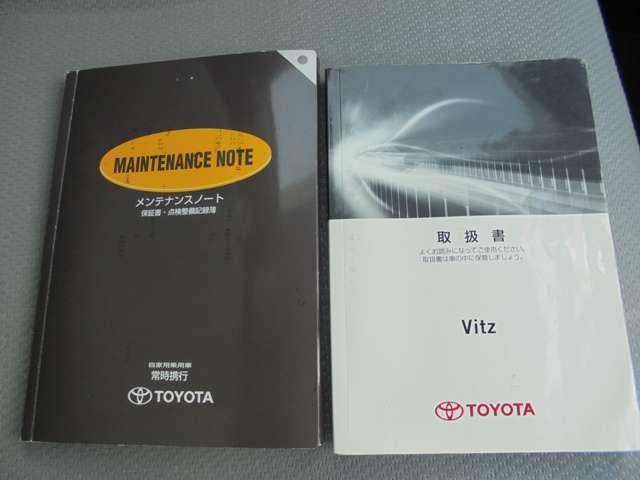 MAINTENANCE NOTE
メンテナンスノート
保証書・点検整備記録簿
自家用乗用車
常時携行
TOYOTA
取扱書
よくお読みになってご使用ください。
取扱書は車の中に保管しましょう。
Vitz
TOYOTA